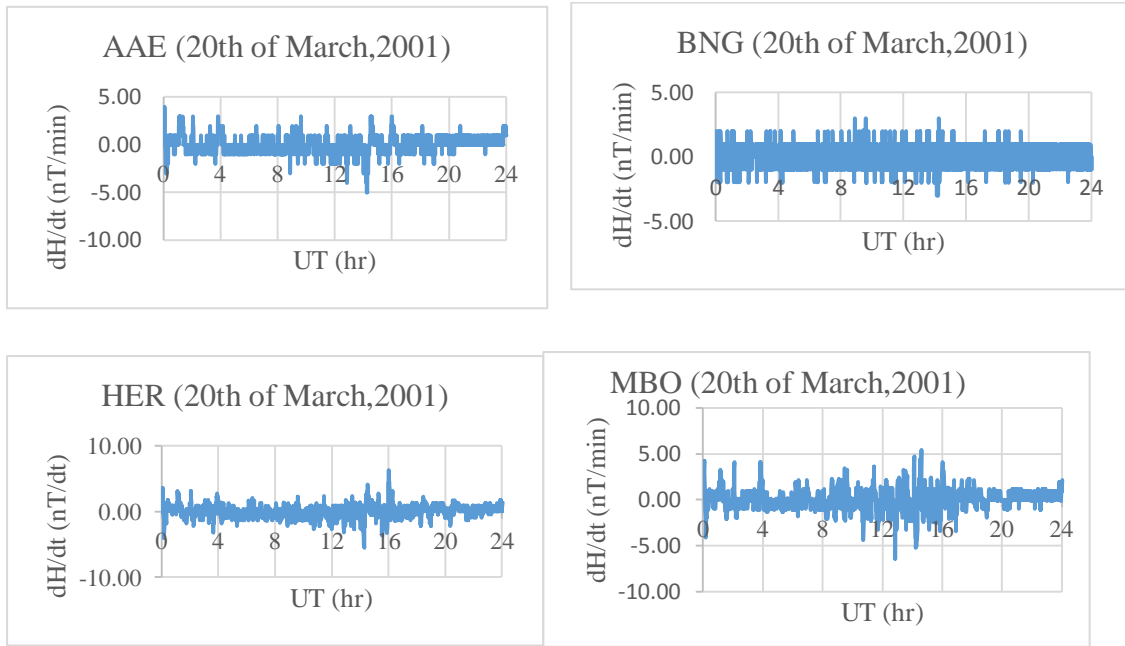 AAE (20th of March,2001)
5.00
0.00
-5.00
-10.00
0 4 8 12 16 20 24
dH/dt (nT/min)
UT (hr)
BNG (20th of March,2001)
5.00
0.00
-5.00
0 4 8 12 16 20 24
dH/dt (nT/min)
UT (hr)
HER (20th of March,2001)
10.00
0.00
-10.00
0 4 8 12 16 20 24
dH/dt (nT/dt)
UT (hr)
MBO (20th of March,2001)
10.00
5.00
0.00
-5.00
-10.00
0 4 8 12 16 20 24
dH/dt (nT/min)
UT (hr)